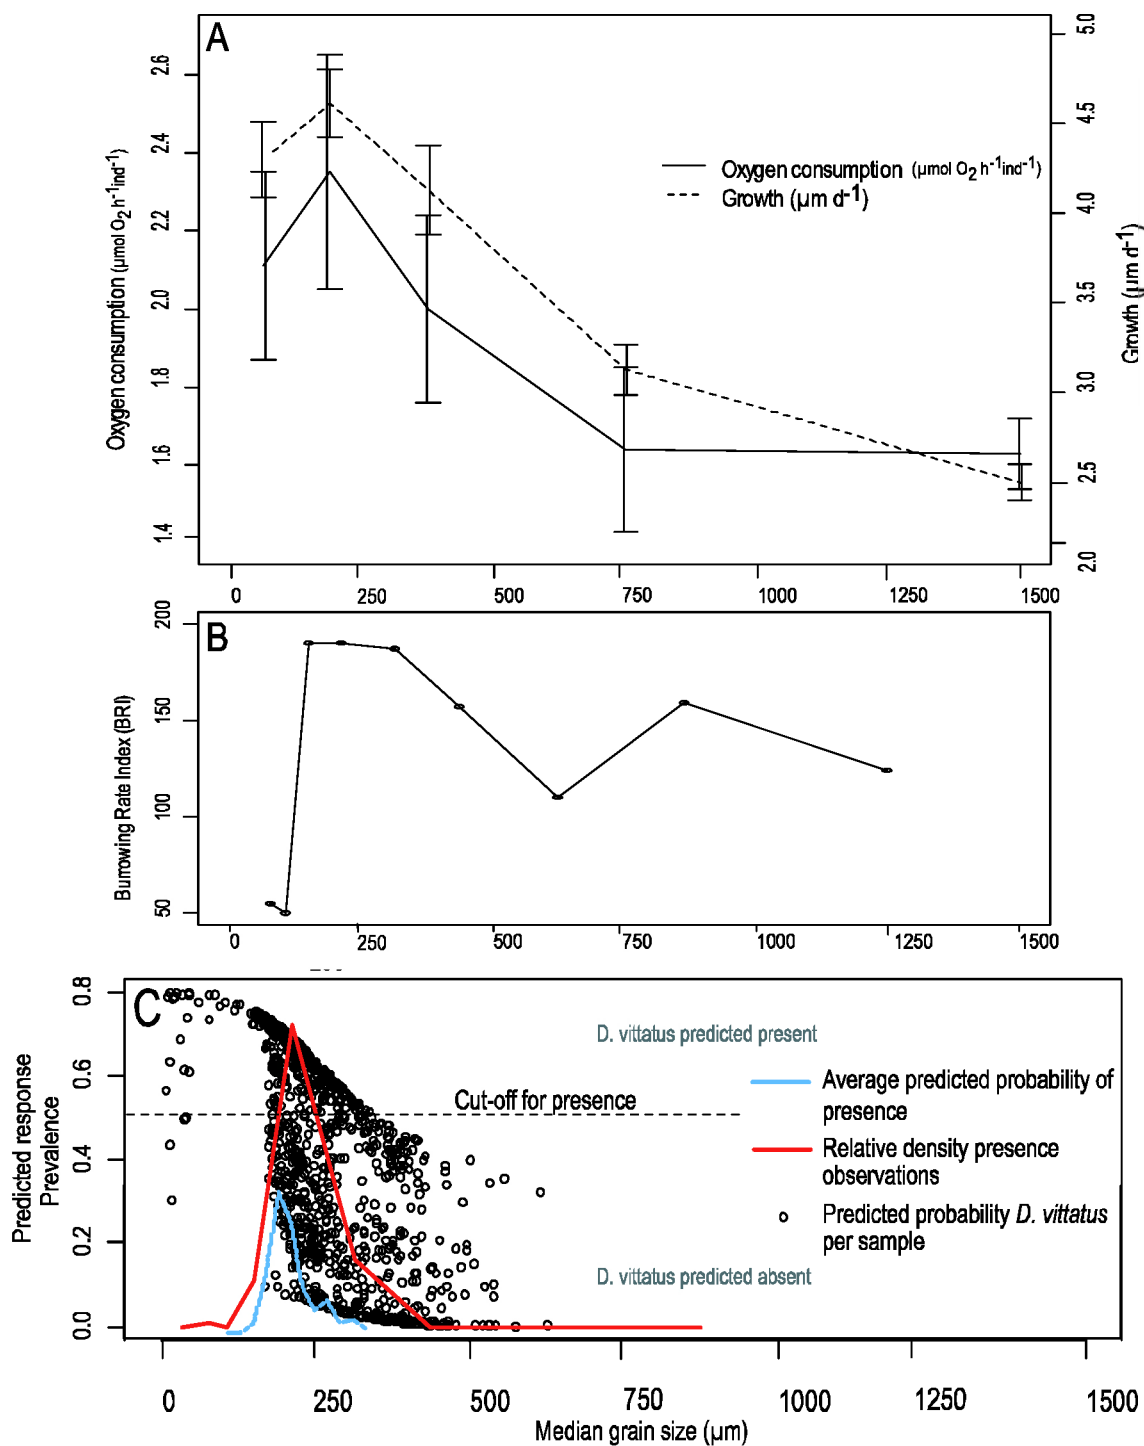 A
Oxygen consumption (µmol O2 h-1ind-1)
2.6
2.4
2.2
2.0
1.8
1.6
1.4
Oxygen consumption (µmol O2 h-1ind-1)
Growth (µm d-1)
5.0
4.5
4.0
3.5
3.0
2.5
2.0
Growth (µm d-1)
0 250 500 750 1000 1250 1500
B
Burrowing Rate Index (BRI)
200
150
100
50
0 250 500 750 1000 1250 1500
C
Predicted response
Prevalence
0.8
0.6
0.4
0.2
0.0
D. vittatus predicted present
Cut-off for presence
Average predicted probability of
presence
Relative density presence
observations
Predicted probability D. vittatus
per sample
D. vittatus predicted absent
0 250 500 750 1000 1250 1500
Median grain size (µm)